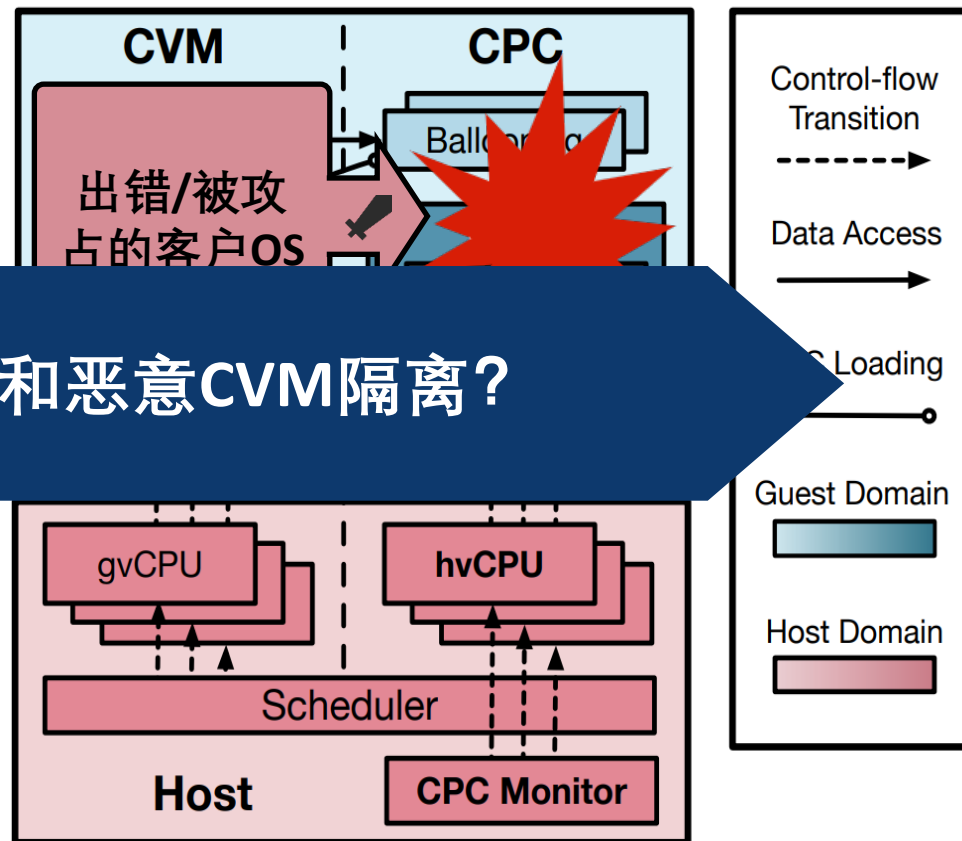 CVM
CPC
出错/被攻
占的客户OS
和恶意CVM隔离?
gvCPU
hvCPU
Scheduler
Host
CPC Monitor
Control-flow
Transition
Data Access
Loading
Guest Domain
Host Domain